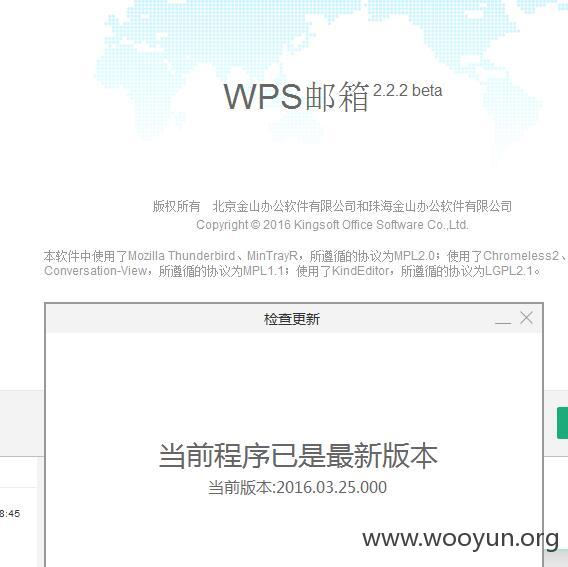 WPS邮箱 2.2.2 beta
版权所有 北京金山办公软件有限公司和珠海金山办公软件有限公司
Copyright © 2016 Kingsoft Office Software Co.,Ltd.
本软件中使用了Mozilla Thunderbird、MinTrayR，所遵循的协议为MPL2.0；使用了Chromeless2、
Conversation-View，所遵循的协议为MPL1.1；使用了KindEditor，所遵循的协议为LGPL2.1。
检查更新
当前程序已是最新版本
当前版本:2016.03.25.000
8:45
www.wooyun.org